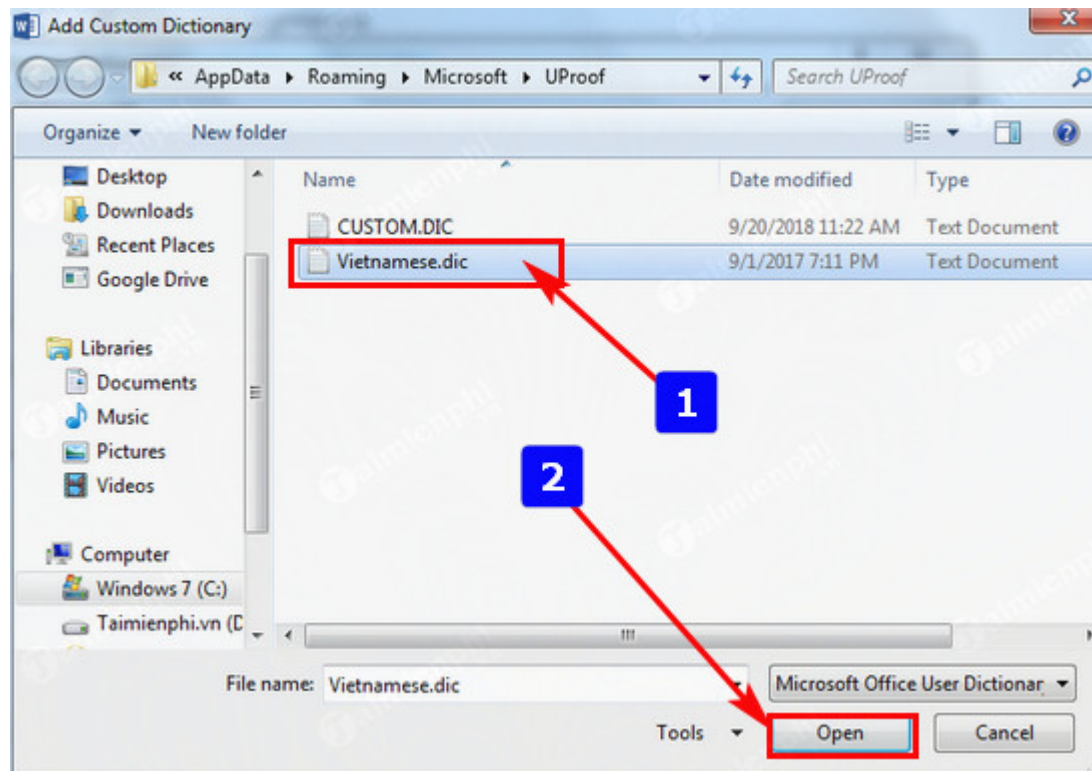 Add Custom Dictionary
« AppData ▸ Roaming ▸ Microsoft ▸ UProof
Search UProof
Organize
New folder
Name
Date modified
Type
Desktop
Downloads
Recent Places
Google Drive
Libraries
Documents
Music
Pictures
Videos
Computer
Windows 7 (C:)
Taimienphi.vn (D
CUSTOM.DIC 9/20/2018 11:22 AM Text Document
Vietnamese.dic 9/1/2017 7:11 PM Text Document
1
2
File name: Vietnamese.dic
Microsoft Office User Dictionar
Tools
Open
Cancel